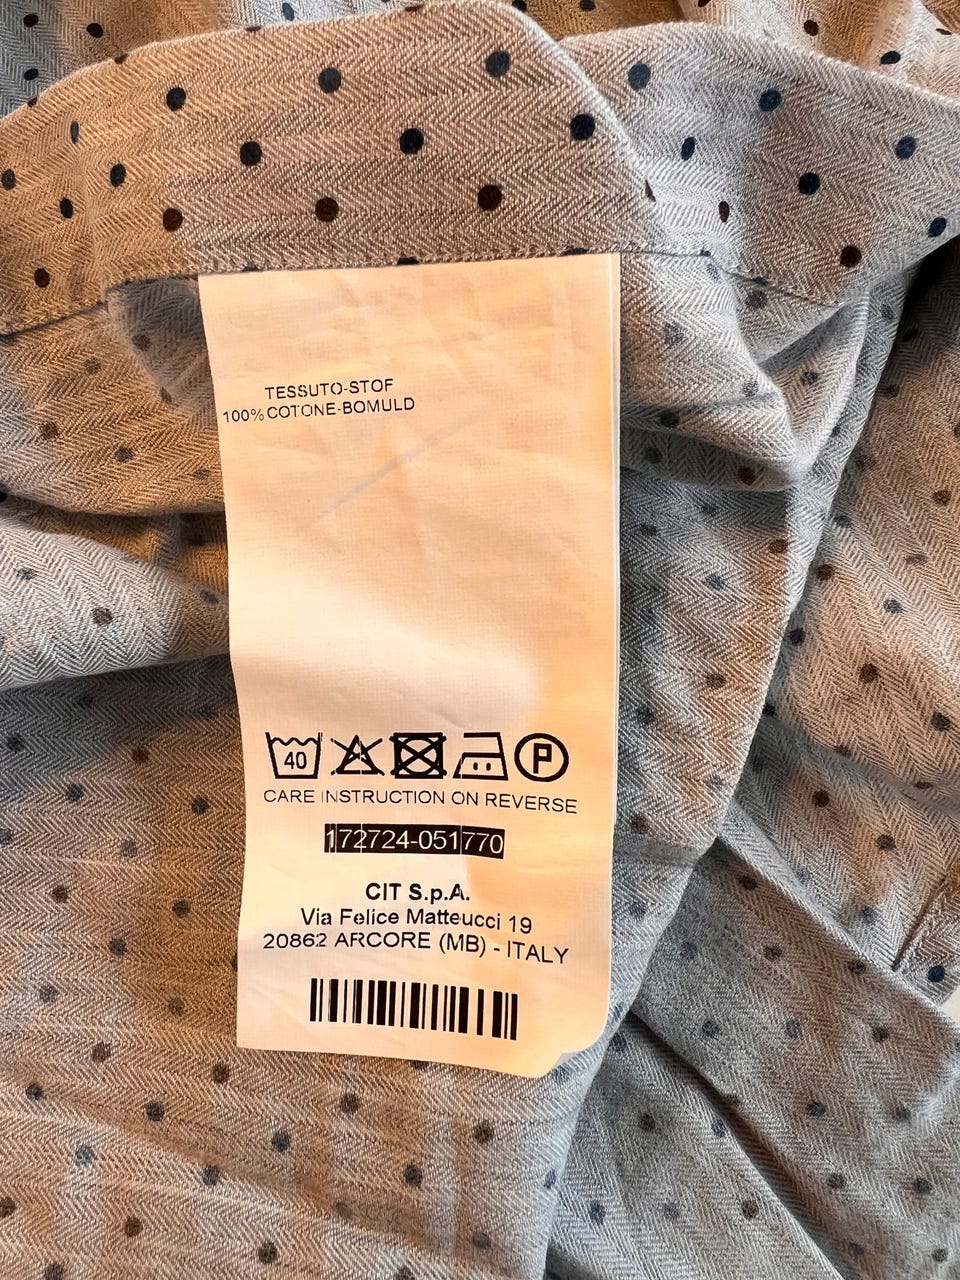 TESSUTO-STOF
100% COTONE-BOMULD
40 P
CARE INSTRUCTION ON REVERSE
172724-051770
CIT S.p.A.
Via Felice Matteucci 19
20862 ARCORE (MB) - ITALY